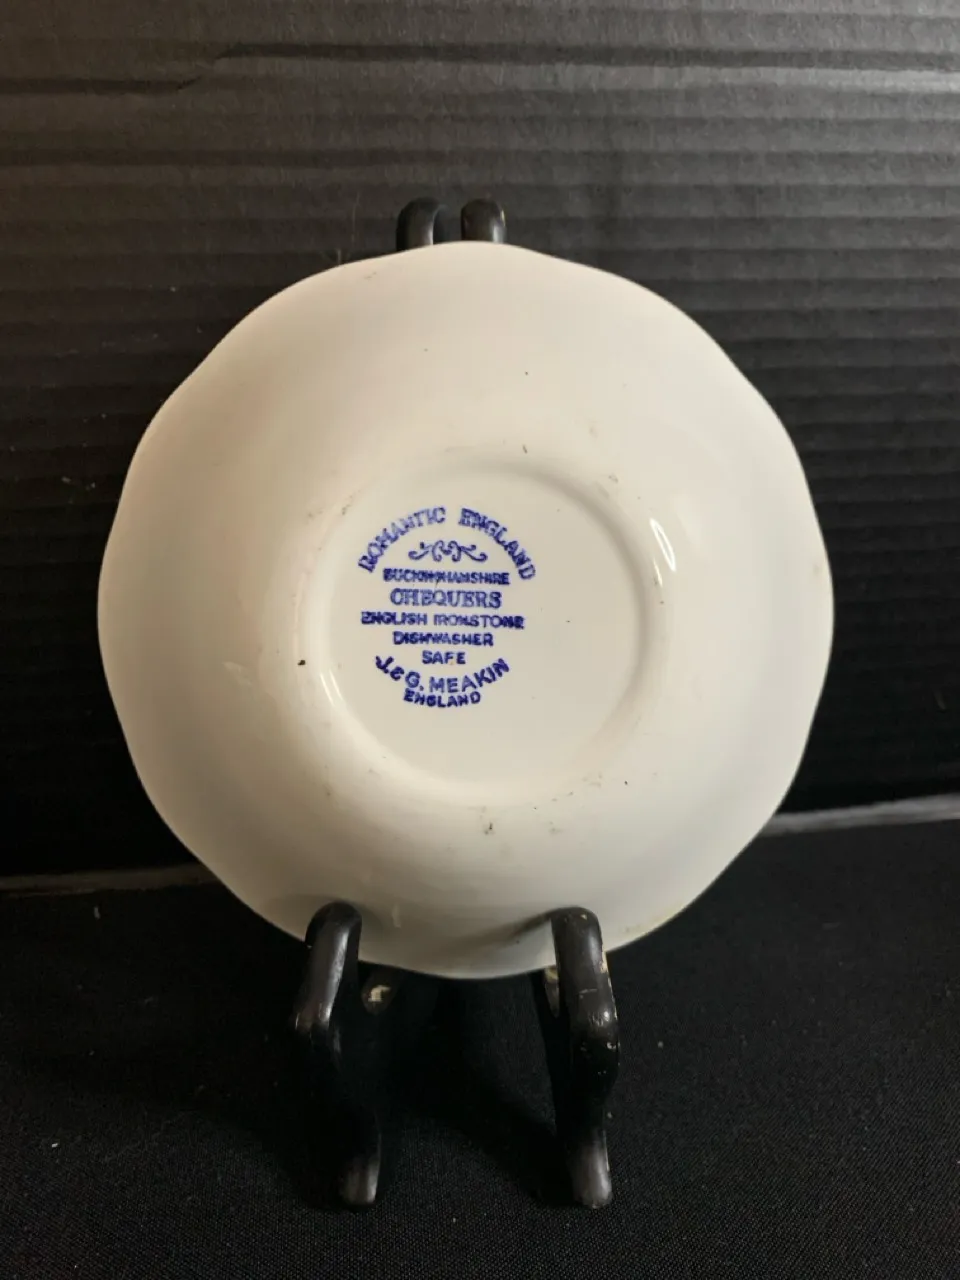 ROMANTIC ENGLAND
BUCKINGHAMSHIRE
CHEQUERS
ENGLISH IRONSTONE
DISHWASHER
SAFE
J.&G. MEAKIN
ENGLAND